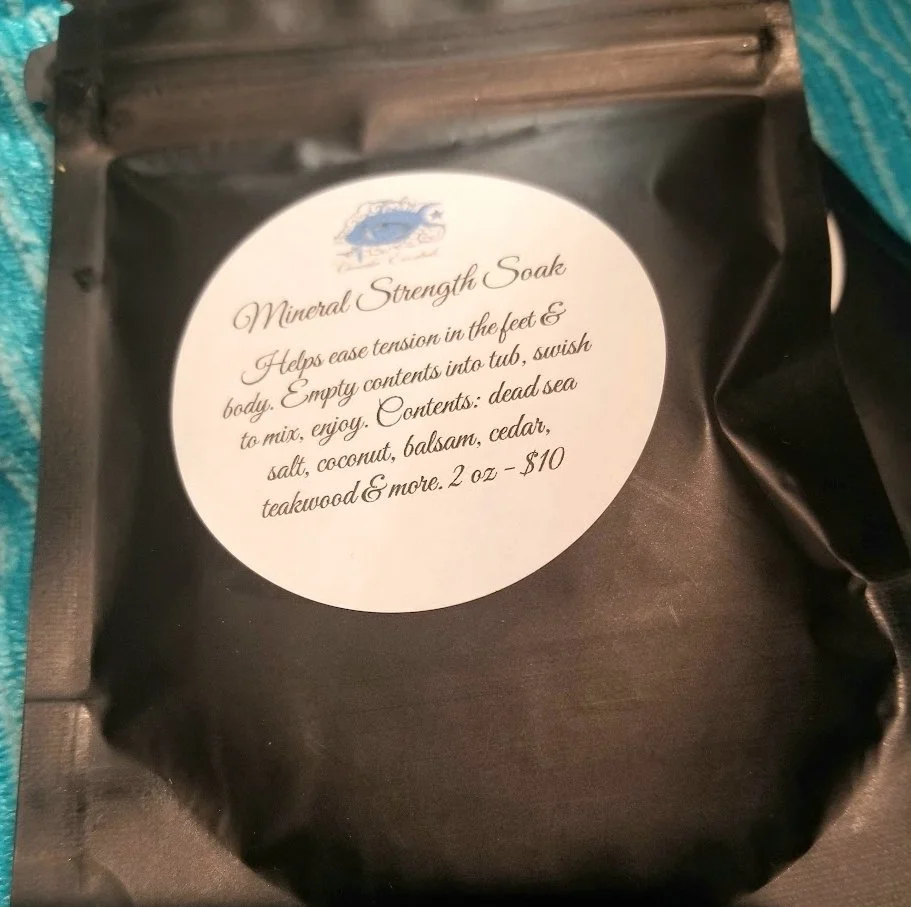 Mineral Strength Soak
Helps ease tension in the feet &
body. Empty contents into tub, swish
to mix, enjoy. Contents: dead sea
salt, coconut, balsam, cedar,
teakwood & more. 2 oz - $10